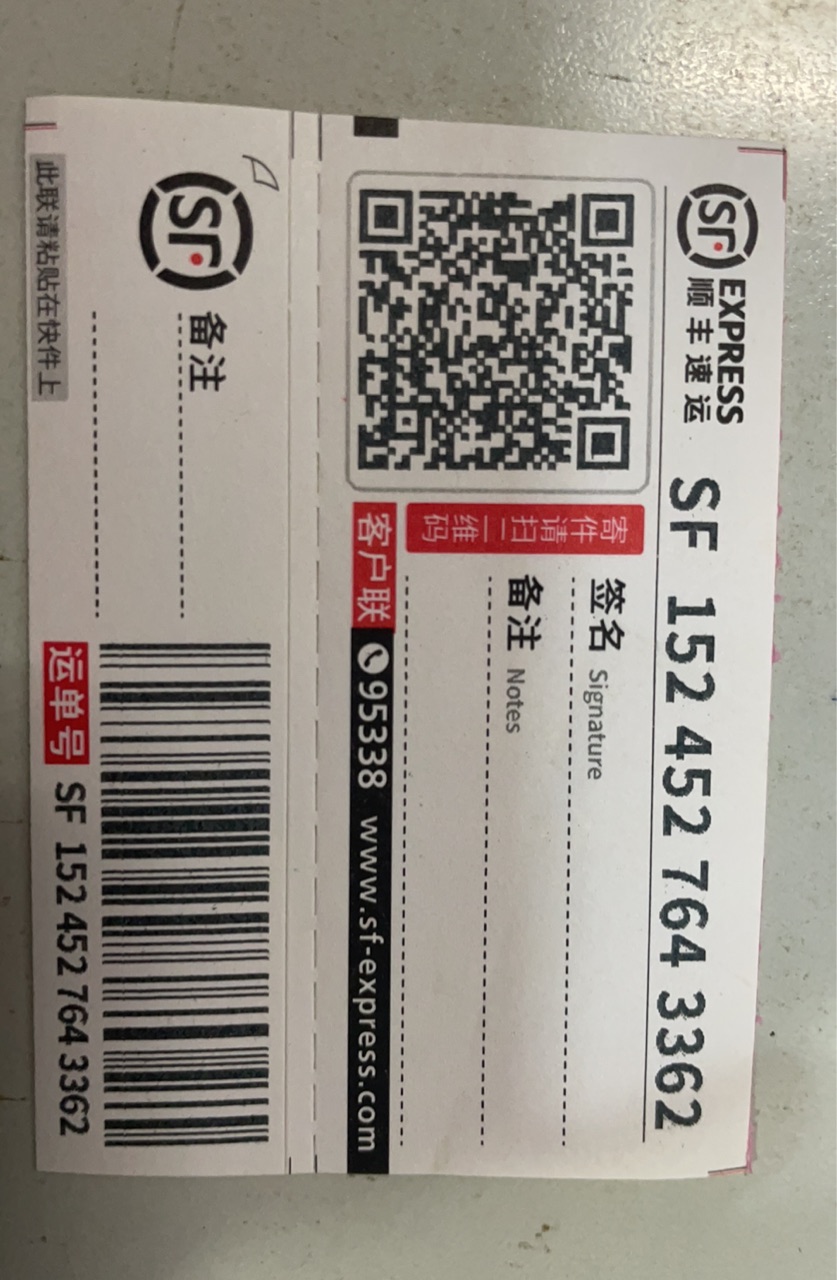 SF EXPRESS
顺丰速运
SF 152 452 764 3362
寄件请扫二维码
签名 Signature
备注 Notes
客户联 95338 www.sf-express.com
SF 备注
运单号 SF 152 452 764 3362
此联请粘贴在快件上